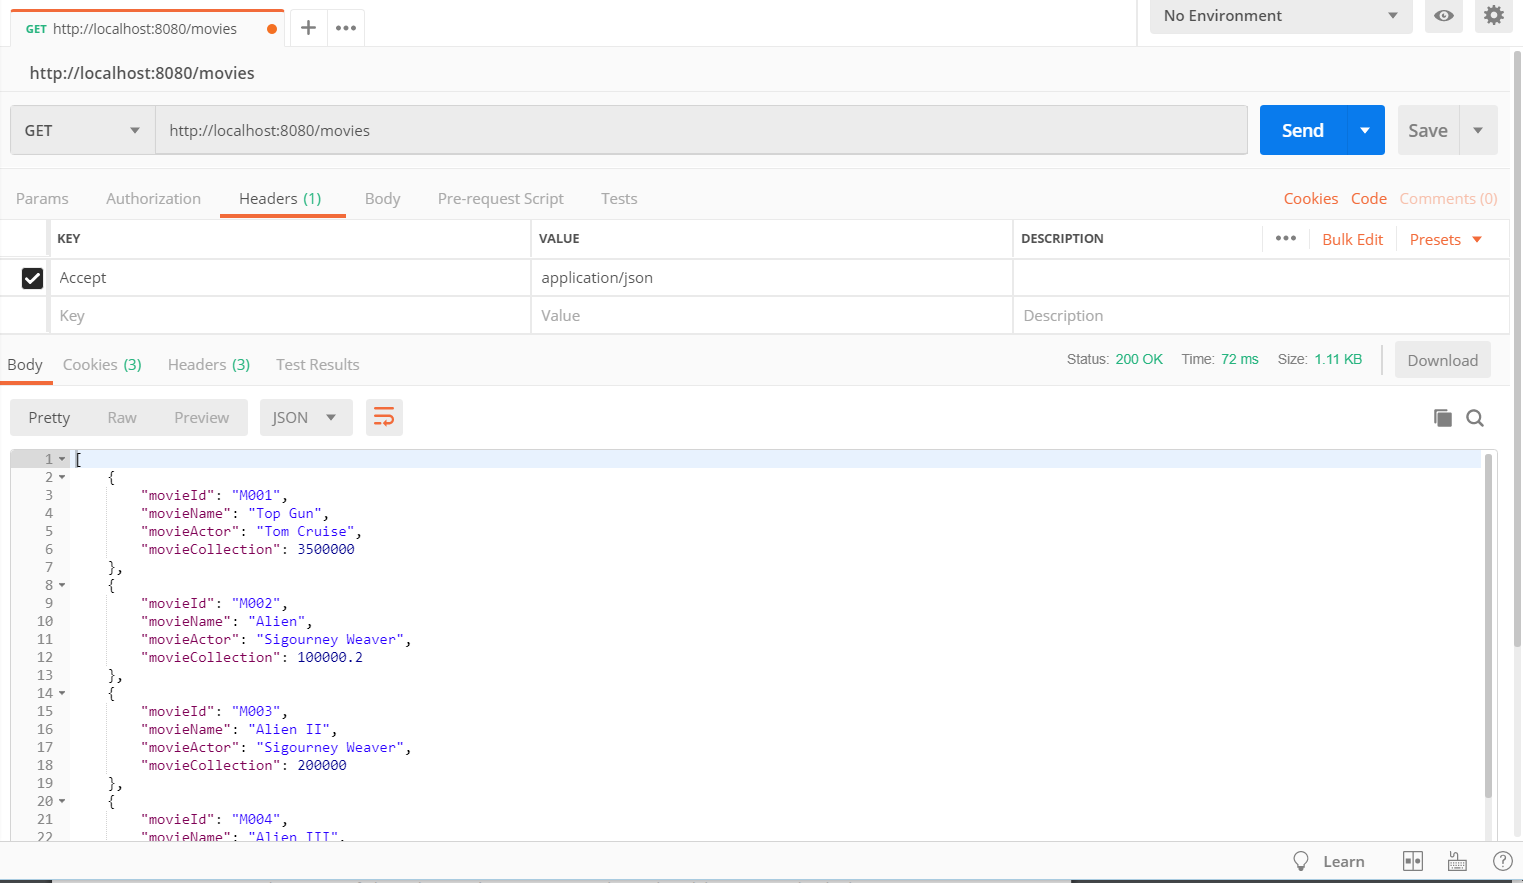 GET http://localhost:8080/movies
No Environment
http://localhost:8080/movies
GET http://localhost:8080/movies Send Save
Params Authorization Headers (1) Body Pre-request Script Tests Cookies Code Comments (0)
KEY VALUE DESCRIPTION Bulk Edit Presets
Accept application/json
Key Value Description
Body Cookies (3) Headers (3) Test Results Status: 200 OK Time: 72 ms Size: 1.11 KB Download
Pretty Raw Preview JSON
1 [
2 {
3 "movieId": "M001",
4 "movieName": "Top Gun",
5 "movieActor": "Tom Cruise",
6 "movieCollection": 3500000
7 },
8 {
9 "movieId": "M002",
10 "movieName": "Alien",
11 "movieActor": "Sigourney Weaver",
12 "movieCollection": 100000.2
13 },
14 {
15 "movieId": "M003",
16 "movieName": "Alien II",
17 "movieActor": "Sigourney Weaver",
18 "movieCollection": 200000
19 },
20 {
21 "movieId": "M004",
22 "movieName": "Alien III",
Learn